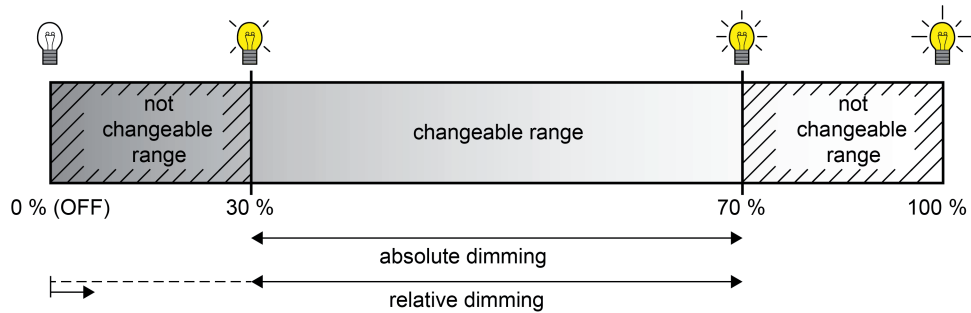 not
changeable
range
changeable range
not
changeable
range
0 % (OFF)
30 %
70 %
100 %
absolute dimming
relative dimming